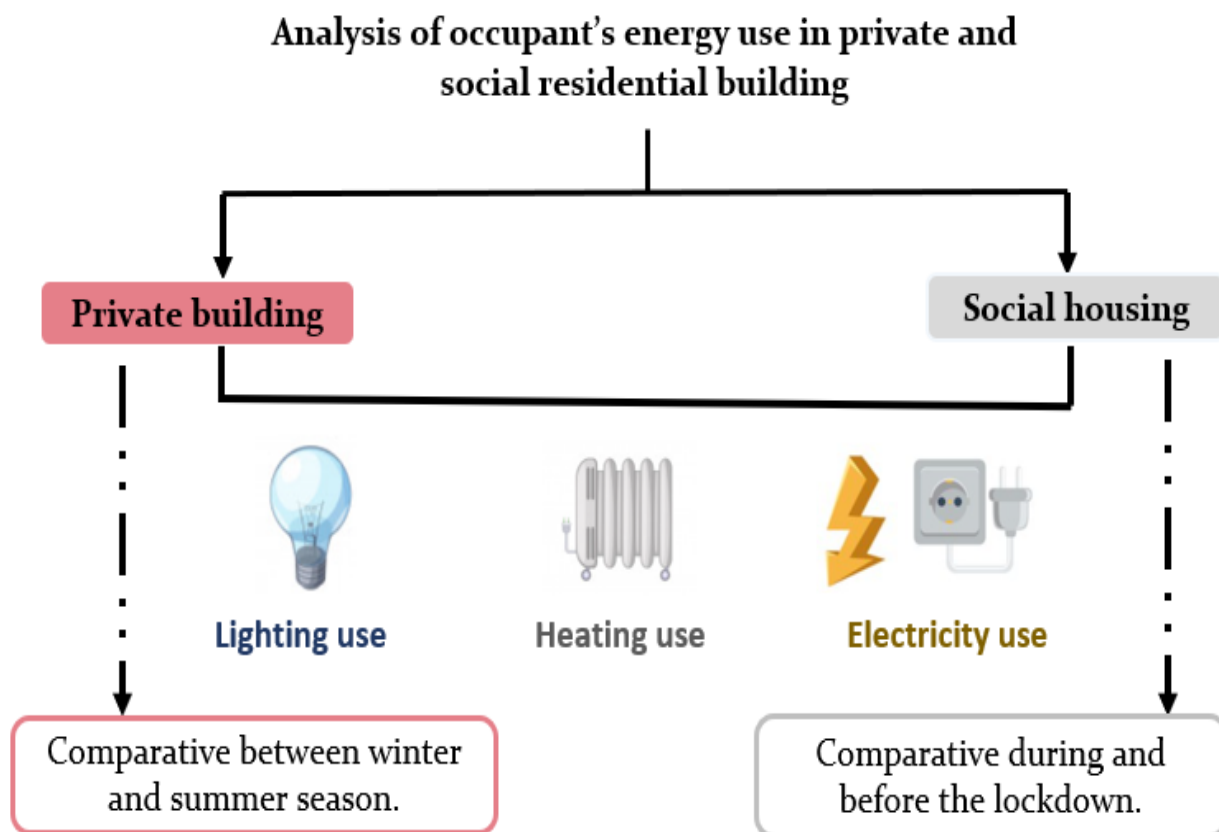 Analysis of occupant’s energy use in private and
social residential building
Private building
Social housing
Lighting use
Heating use
Electricity use
Comparative between winter
and summer season.
Comparative during and
before the lockdown.